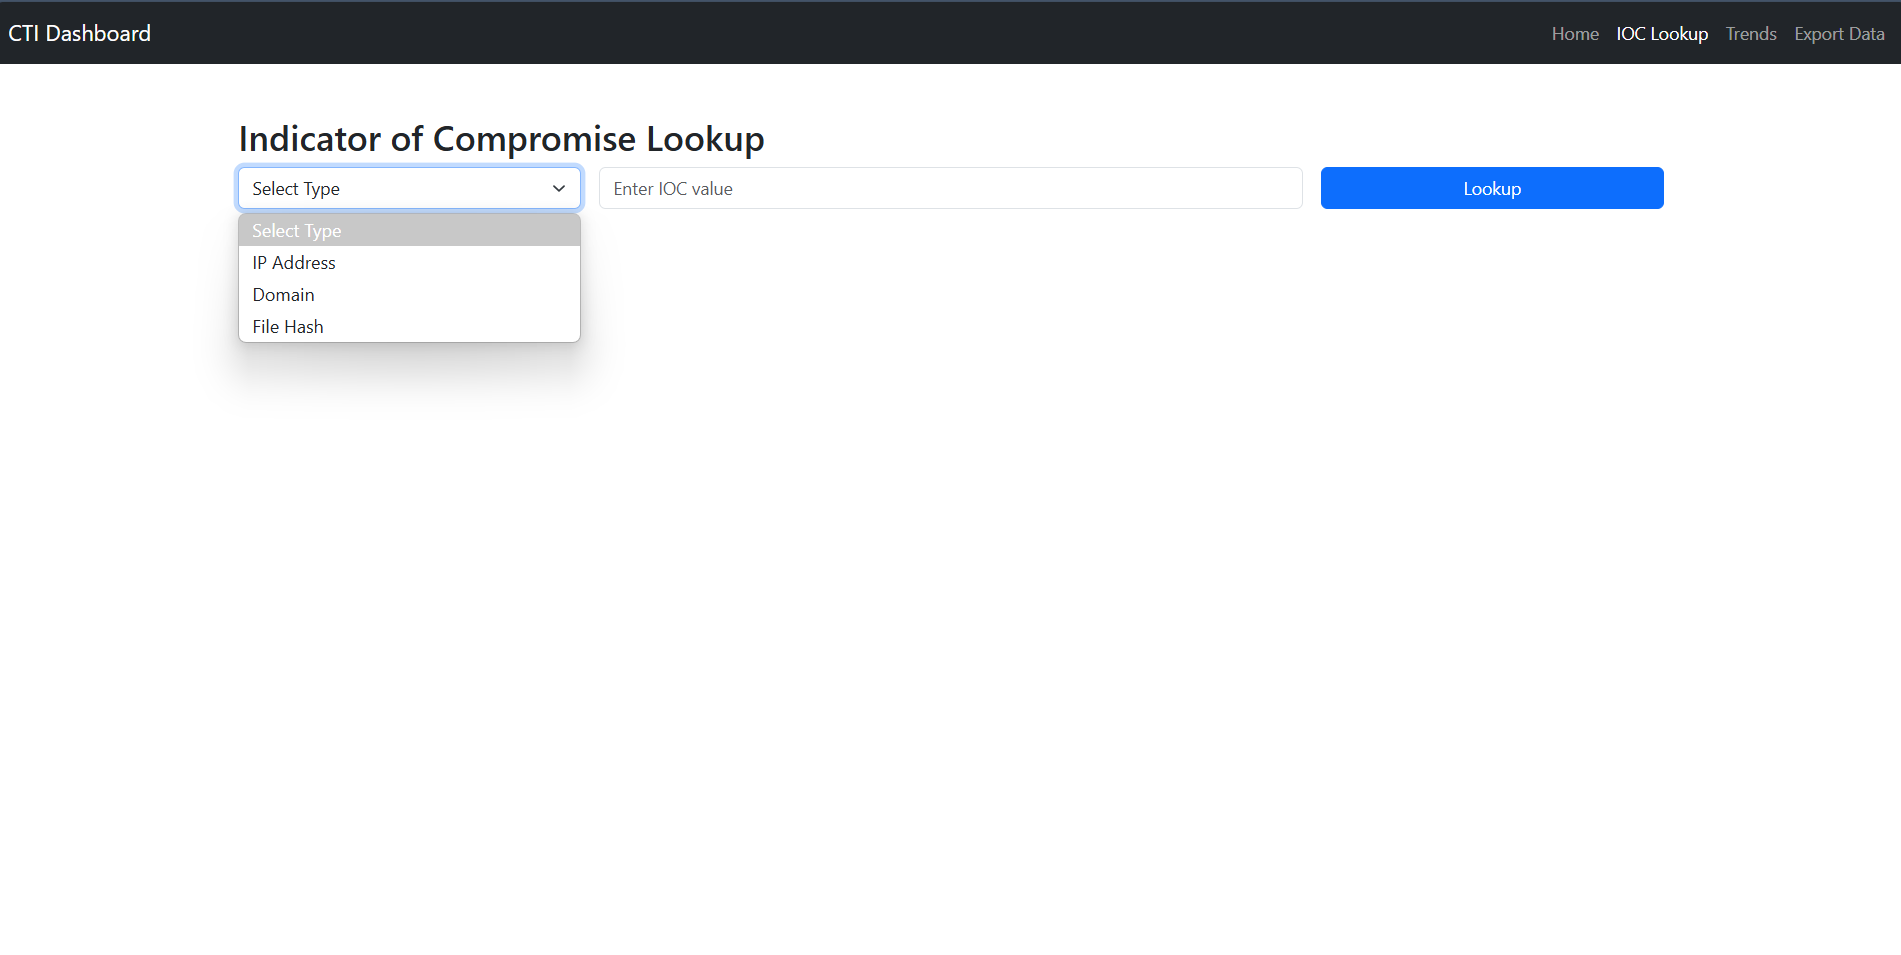 CTI Dashboard
Home IOC Lookup Trends Export Data
Indicator of Compromise Lookup
Select Type Enter IOC value Lookup
Select Type
IP Address
Domain
File Hash